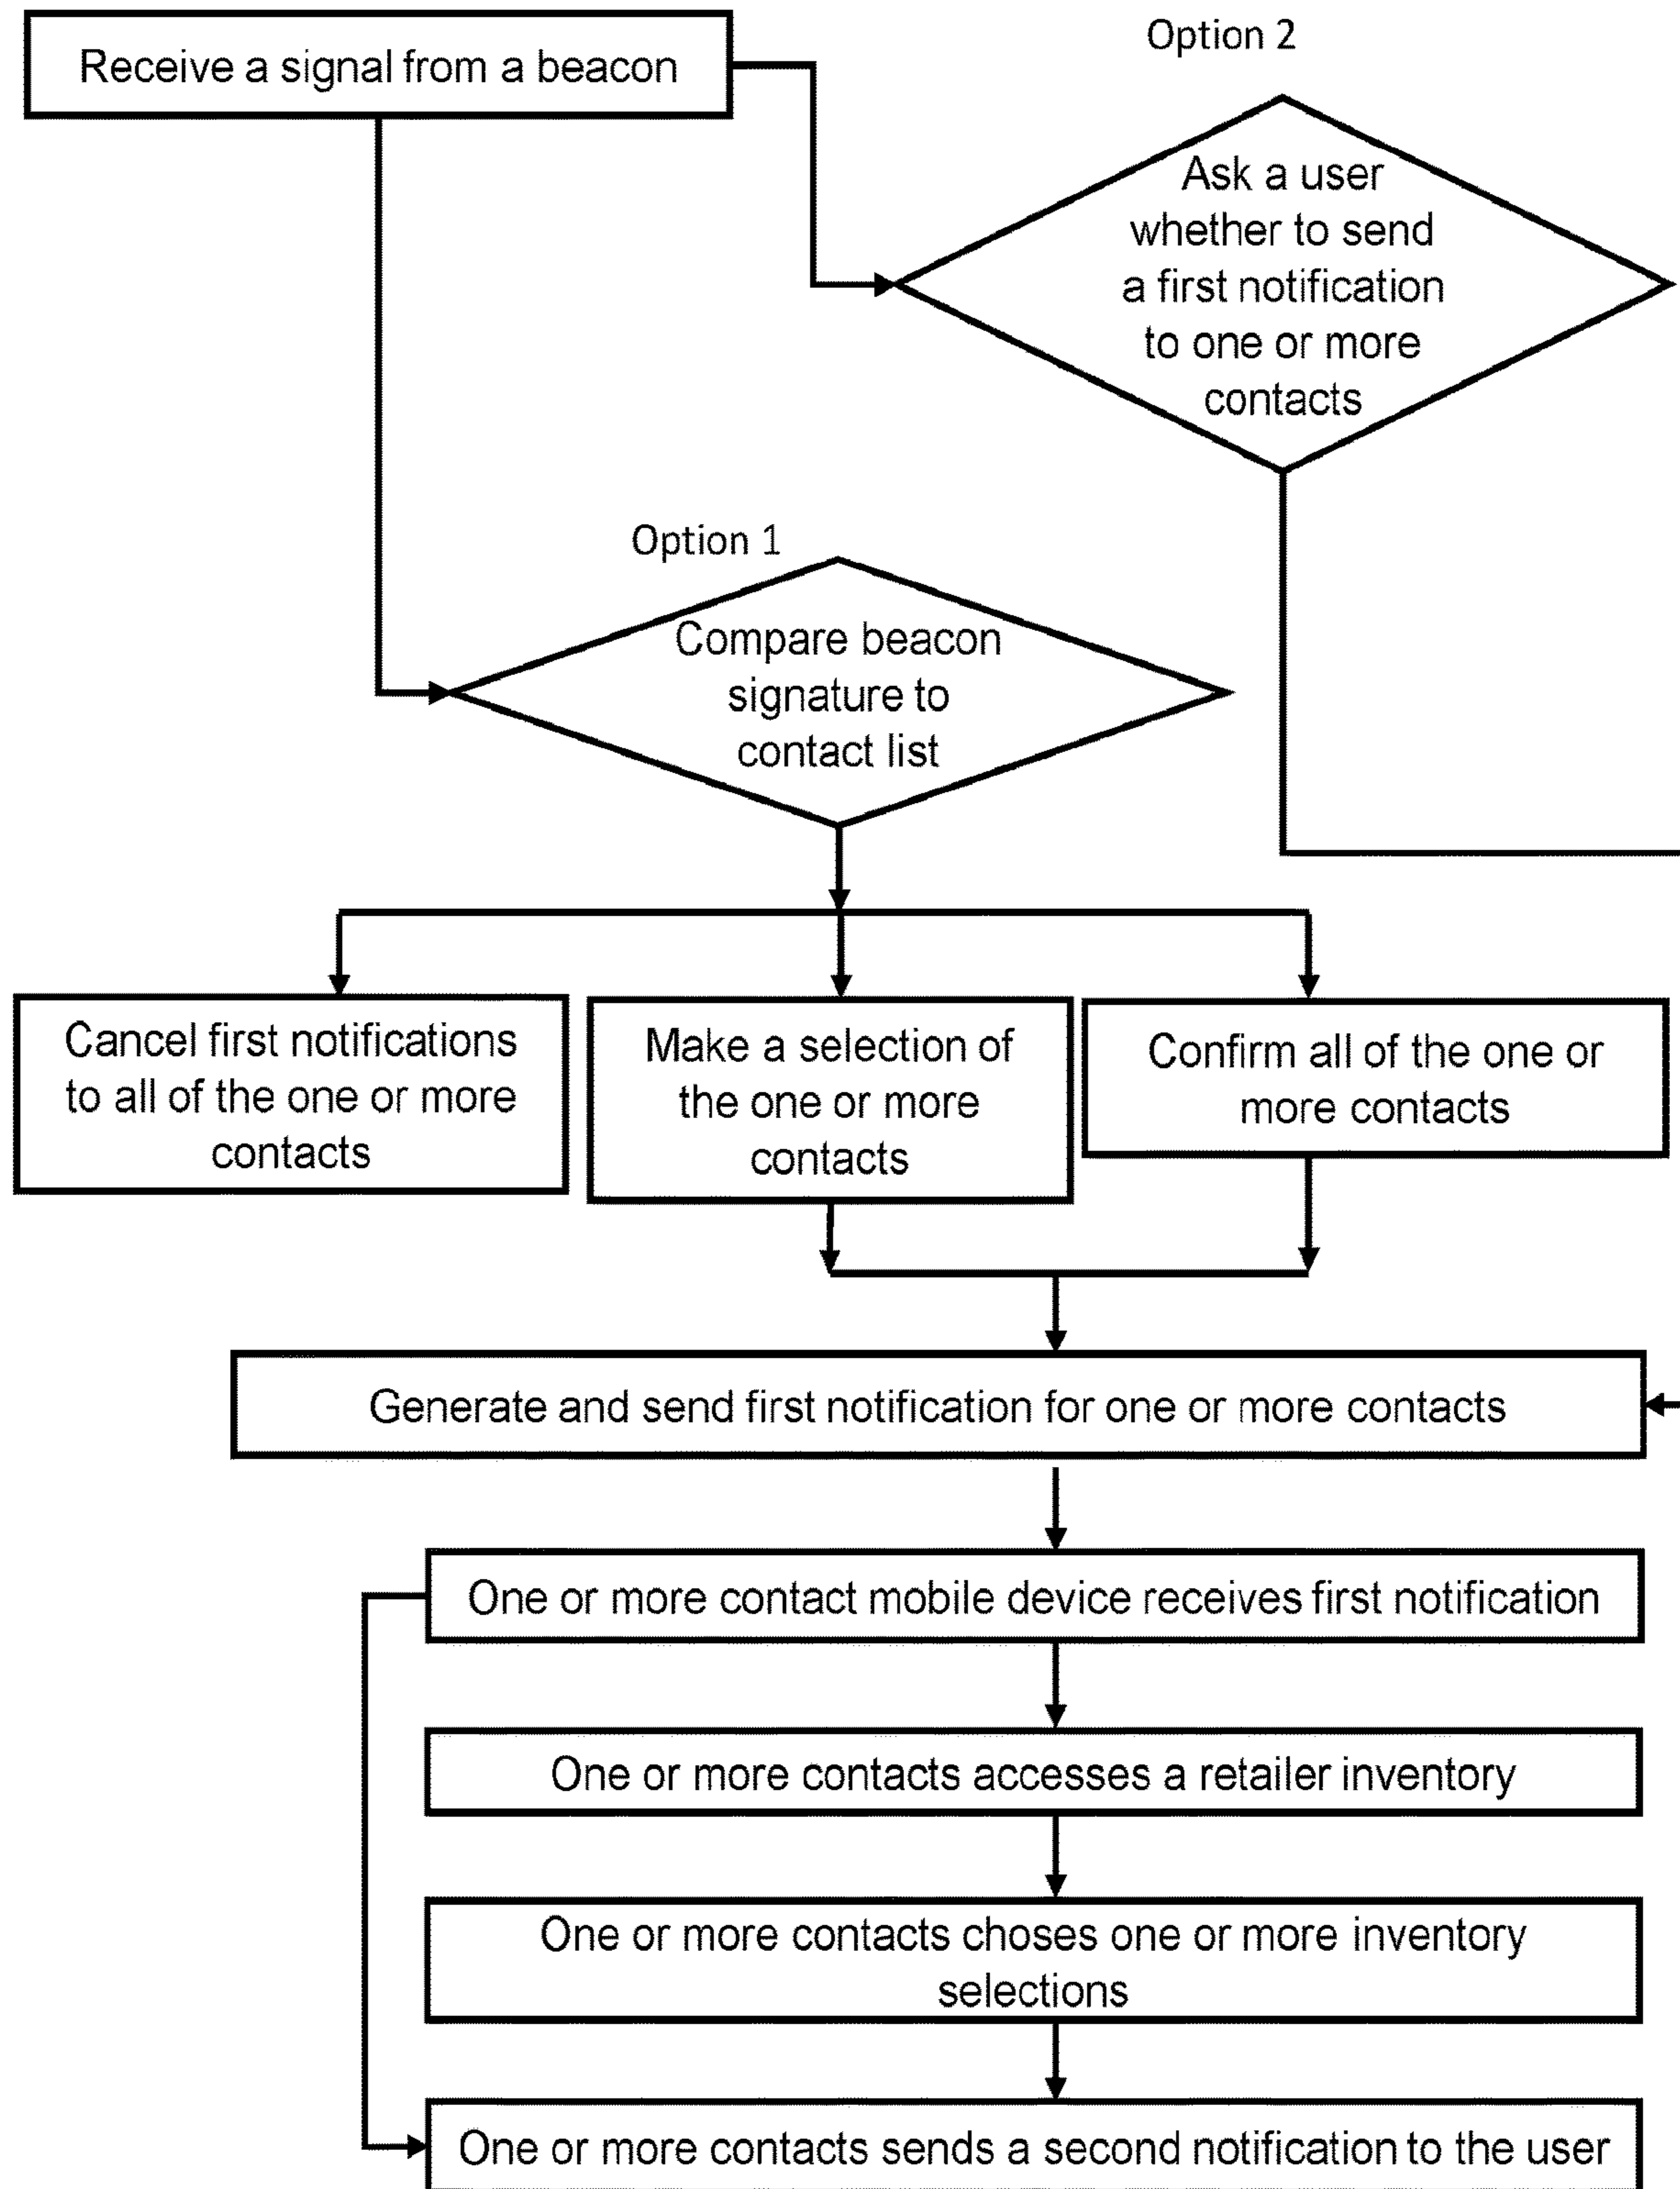 Receive a signal from a beacon
Option 2
Ask a user
whether to send
a first notification
to one or more
contacts
Option 1
Compare beacon
signature to
contact list
Cancel first notifications
to all of the one or more
contacts
Make a selection of
the one or more
contacts
Confirm all of the one or
more contacts
Generate and send first notification for one or more contacts
One or more contact mobile device receives first notification
One or more contacts accesses a retailer inventory
One or more contacts choses one or more inventory
selections
One or more contacts sends a second notification to the user